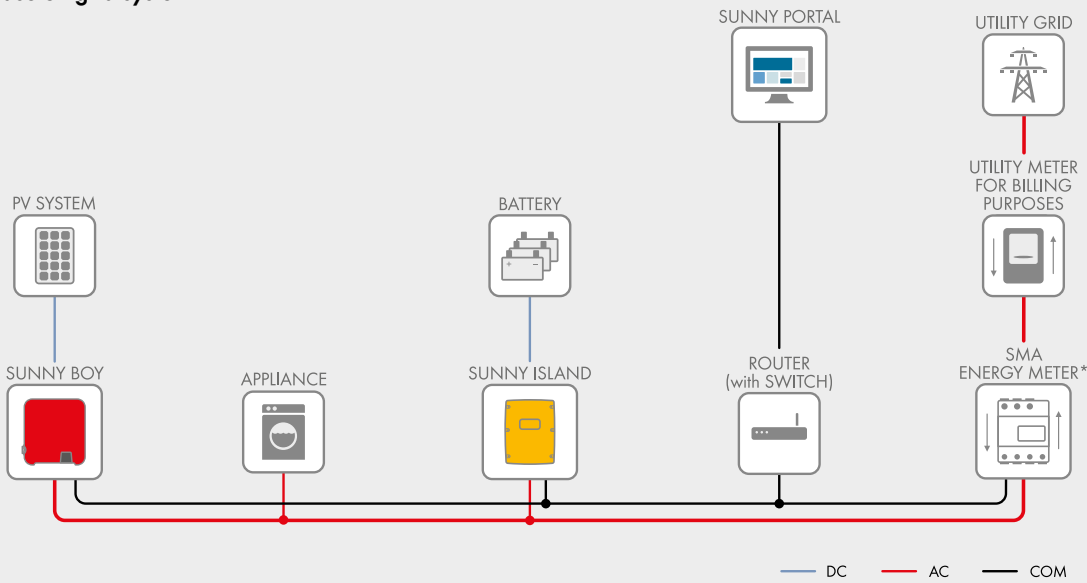 SUNNY PORTAL
UTILITY GRID
UTILITY METER
FOR BILLING
PURPOSES
PV SYSTEM
BATTERY
SUNNY BOY
APPLIANCE
SUNNY ISLAND
ROUTER
(with SWITCH)
SMA
ENERGY METER*
DC
AC
COM